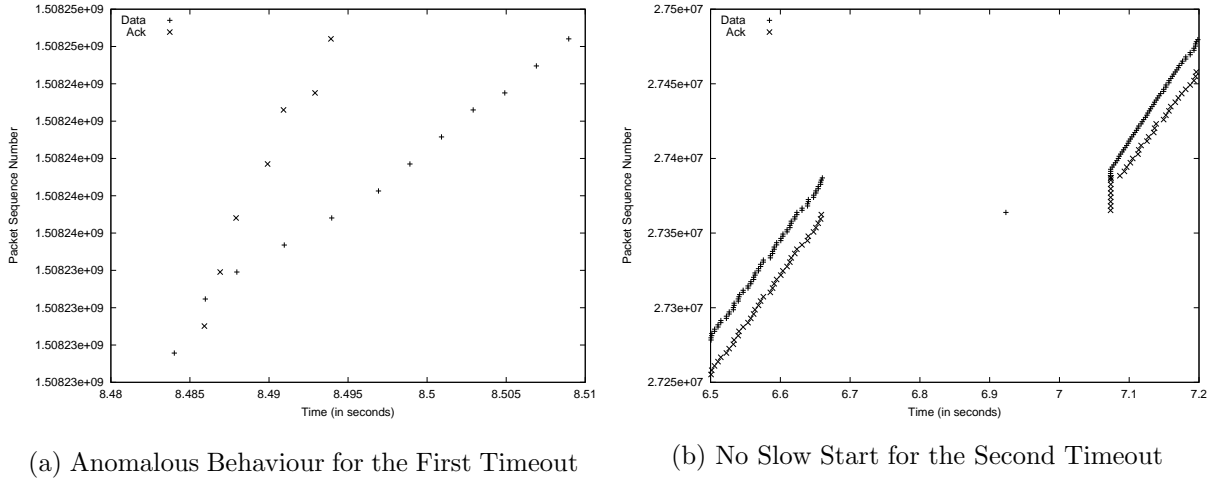 1.50825e+09
1.50825e+09
1.50824e+09
1.50824e+09
1.50824e+09
1.50824e+09
1.50824e+09
1.50823e+09
1.50823e+09
1.50823e+09
Packet Sequence Number
Data
Ack
8.48 8.485 8.49 8.495 8.5 8.505 8.51
Time (in seconds)
(a) Anomalous Behaviour for the First Timeout
2.75e+07
2.745e+07
2.74e+07
2.735e+07
2.73e+07
2.725e+07
Packet Sequence Number
Data
Ack
6.5 6.6 6.7 6.8 6.9 7 7.1 7.2
Time (in seconds)
(b) No Slow Start for the Second Timeout